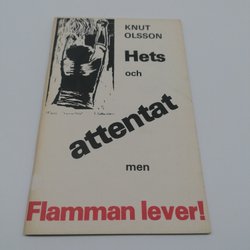 KNUT
OLSSON
Hets
och
attentat
men
Flamman lever!